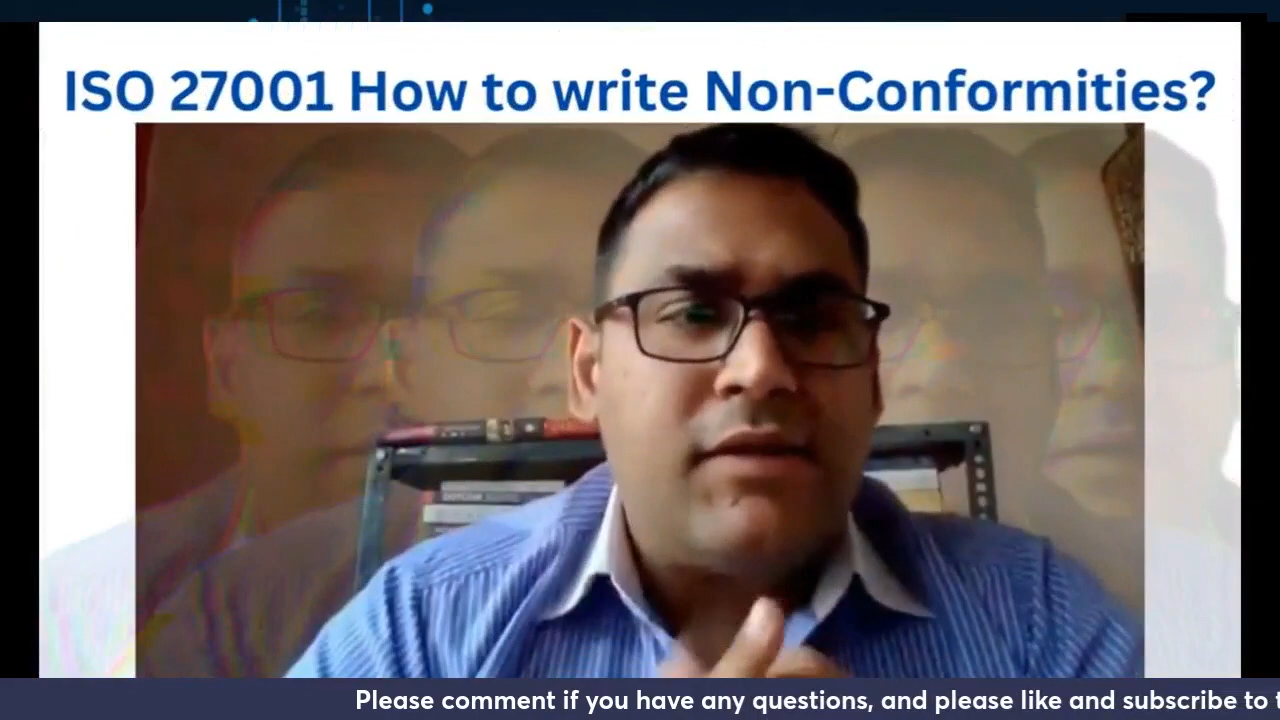 ISO 27001 How to write Non-Conformities?
Please comment if you have any questions, and please like and subscribe to